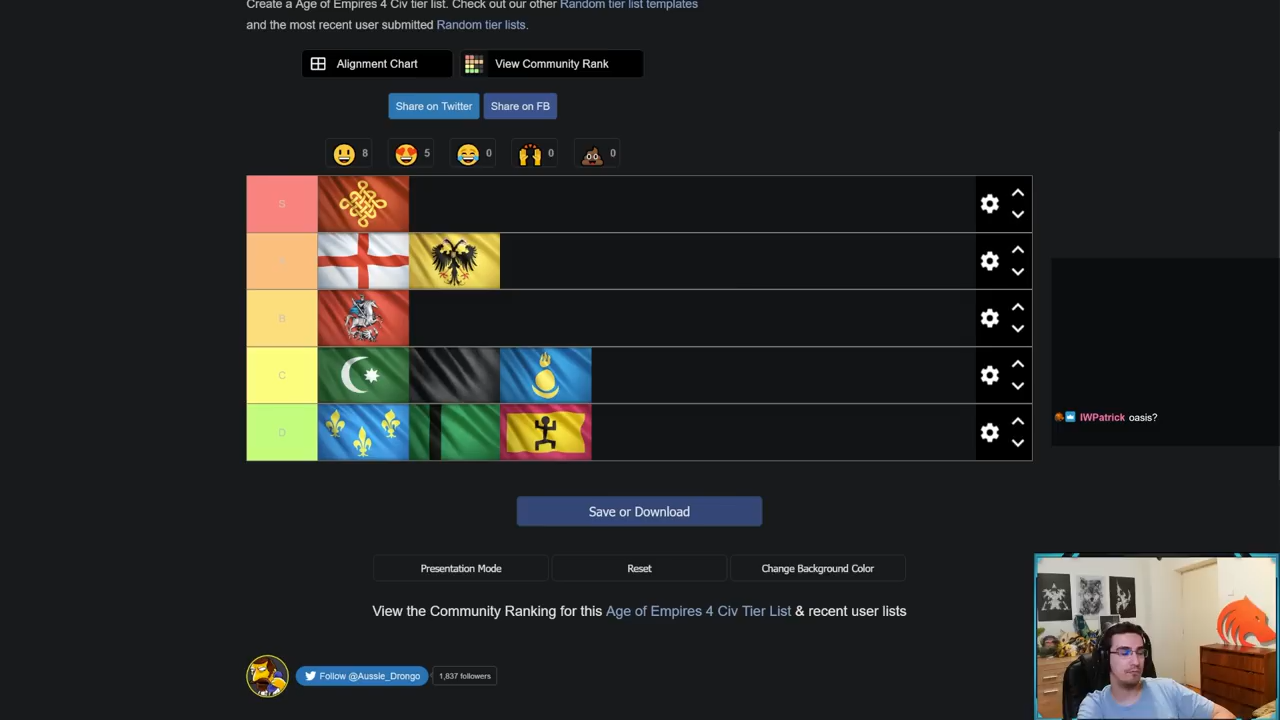 Create a Age of Empires 4 Civ tier list. Check out our other Random tier list templates
and the most recent user submitted Random tier lists.
Alignment Chart
View Community Rank
Share on Twitter
Share on FB
8
5
0
0
0
S
B
C
D
IWPatrick oasis?
Save or Download
Presentation Mode
Reset
Change Background Color
View the Community Ranking for this Age of Empires 4 Civ Tier List & recent user lists
Follow @Aussie_Drongo
1,837 followers